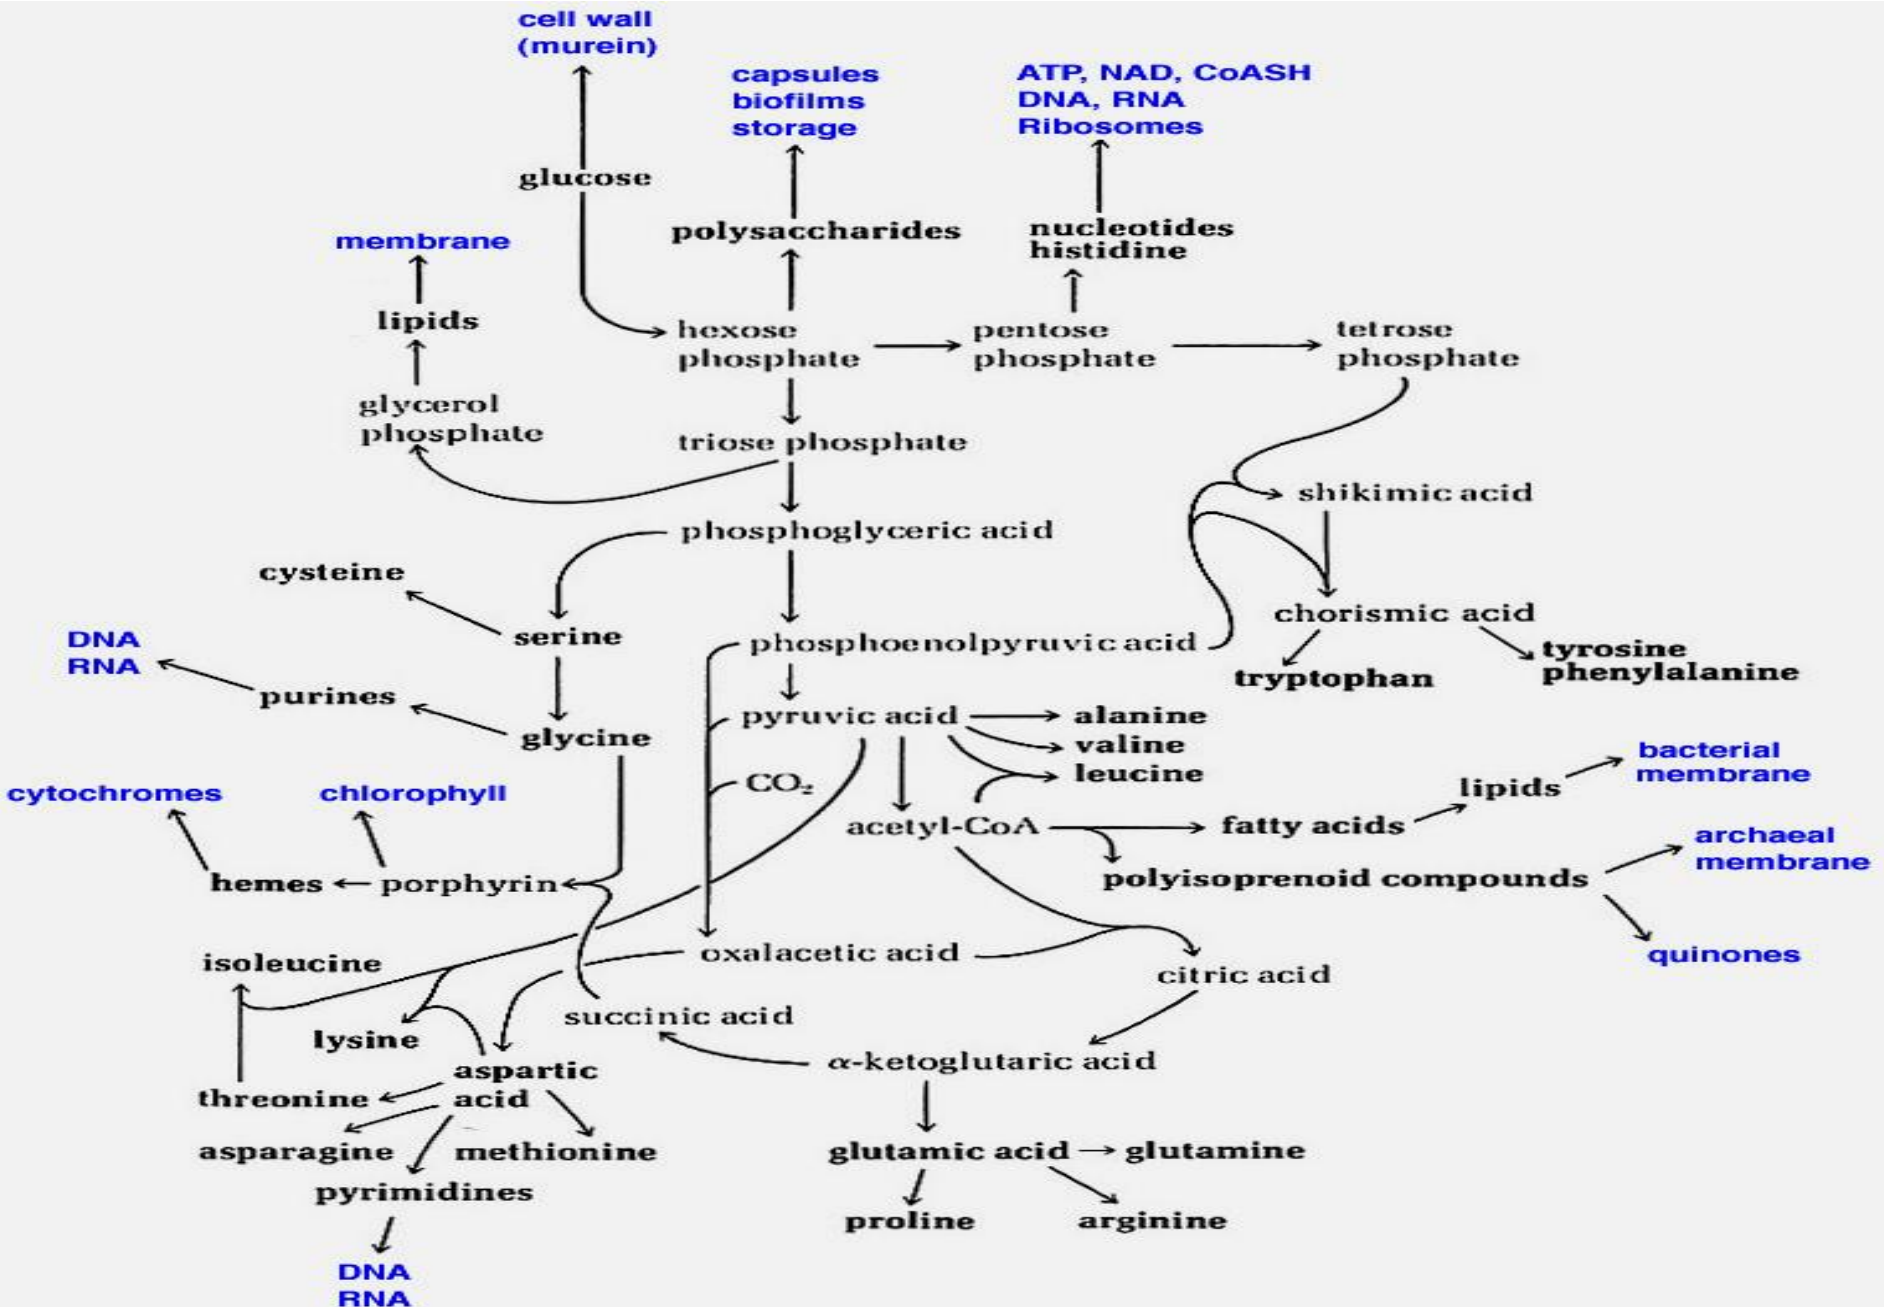 cell wall
(murein)
capsules
biofilms
storage
ATP, NAD, CoASH
DNA, RNA
Ribosomes
glucose
polysaccharides
nucleotides
histidine
membrane
lipids
hexose
phosphate
pentose
phosphate
tetrose
phosphate
glycerol
phosphate
triose phosphate
shikimic acid
phosphoglyceric acid
cysteine
chorismic acid
serine
phosphoenolpyruvic acid
DNA
RNA
tyrosine
phenylalanine
tryptophan
purines
glycine
pyruvic acid
alanine
valine
leucine
bacterial
membrane
CO₂
lipids
cytochromes
chlorophyll
acetyl-CoA
fatty acids
archaeal
membrane
hemes
porphyrin
polyisoprenoid compounds
isoleucine
oxalacetic acid
quinones
citric acid
succinic acid
lysine
α-ketoglutaric acid
aspartic
acid
threonine
asparagine
methionine
glutamic acid
glutamine
pyrimidines
proline
arginine
DNA
RNA